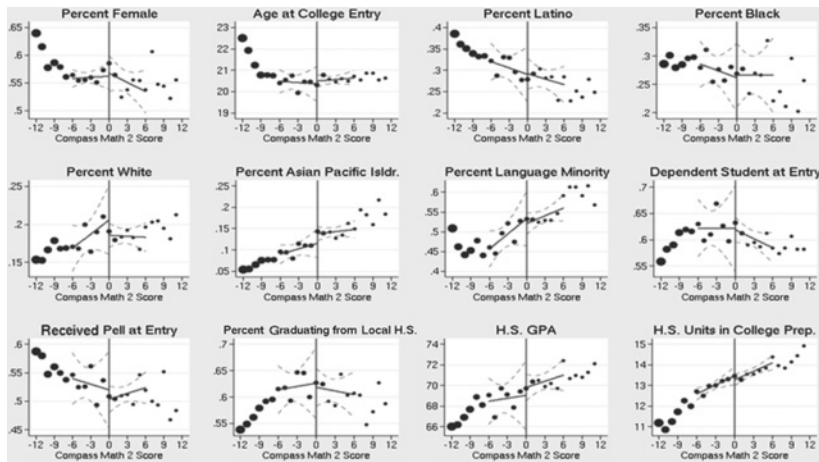 Percent Female
Age at College Entry
Percent Latino
Percent Black
.65
.6
.55
.5
-12 -9 -6 -3 0 3 6 9 12
Compass Math 2 Score
23
22
21
20
19
-12 -9 -6 -3 0 3 6 9 12
Compass Math 2 Score
.4
.35
.3
.25
.2
-12 -9 -6 -3 0 3 6 9 12
Compass Math 2 Score
.35
.3
.25
.2
-12 -9 -6 -3 0 3 6 9 12
Compass Math 2 Score
Percent White
Percent Asian Pacific Isldr.
Percent Language Minority
Dependent Student at Entry
.25
.2
.15
-12 -9 -6 -3 0 3 6 9 12
Compass Math 2 Score
.25
.2
.15
.1
.05
-12 -9 -6 -3 0 3 6 9 12
Compass Math 2 Score
.6
.55
.5
.45
.4
-12 -9 -6 -3 0 3 6 9 12
Compass Math 2 Score
.7
.65
.6
.55
-12 -9 -6 -3 0 3 6 9 12
Compass Math 2 Score
Received Pell at Entry
Percent Graduating from Local H.S.
H.S. GPA
H.S. Units in College Prep.
.6
.55
.5
.45
-12 -9 -6 -3 0 3 6 9 12
Compass Math 2 Score
.7
.65
.6
.55
-12 -9 -6 -3 0 3 6 9 12
Compass Math 2 Score
74
72
70
68
66
-12 -9 -6 -3 0 3 6 9 12
Compass Math 2 Score
15
14
13
12
11
-12 -9 -6 -3 0 3 6 9 12
Compass Math 2 Score